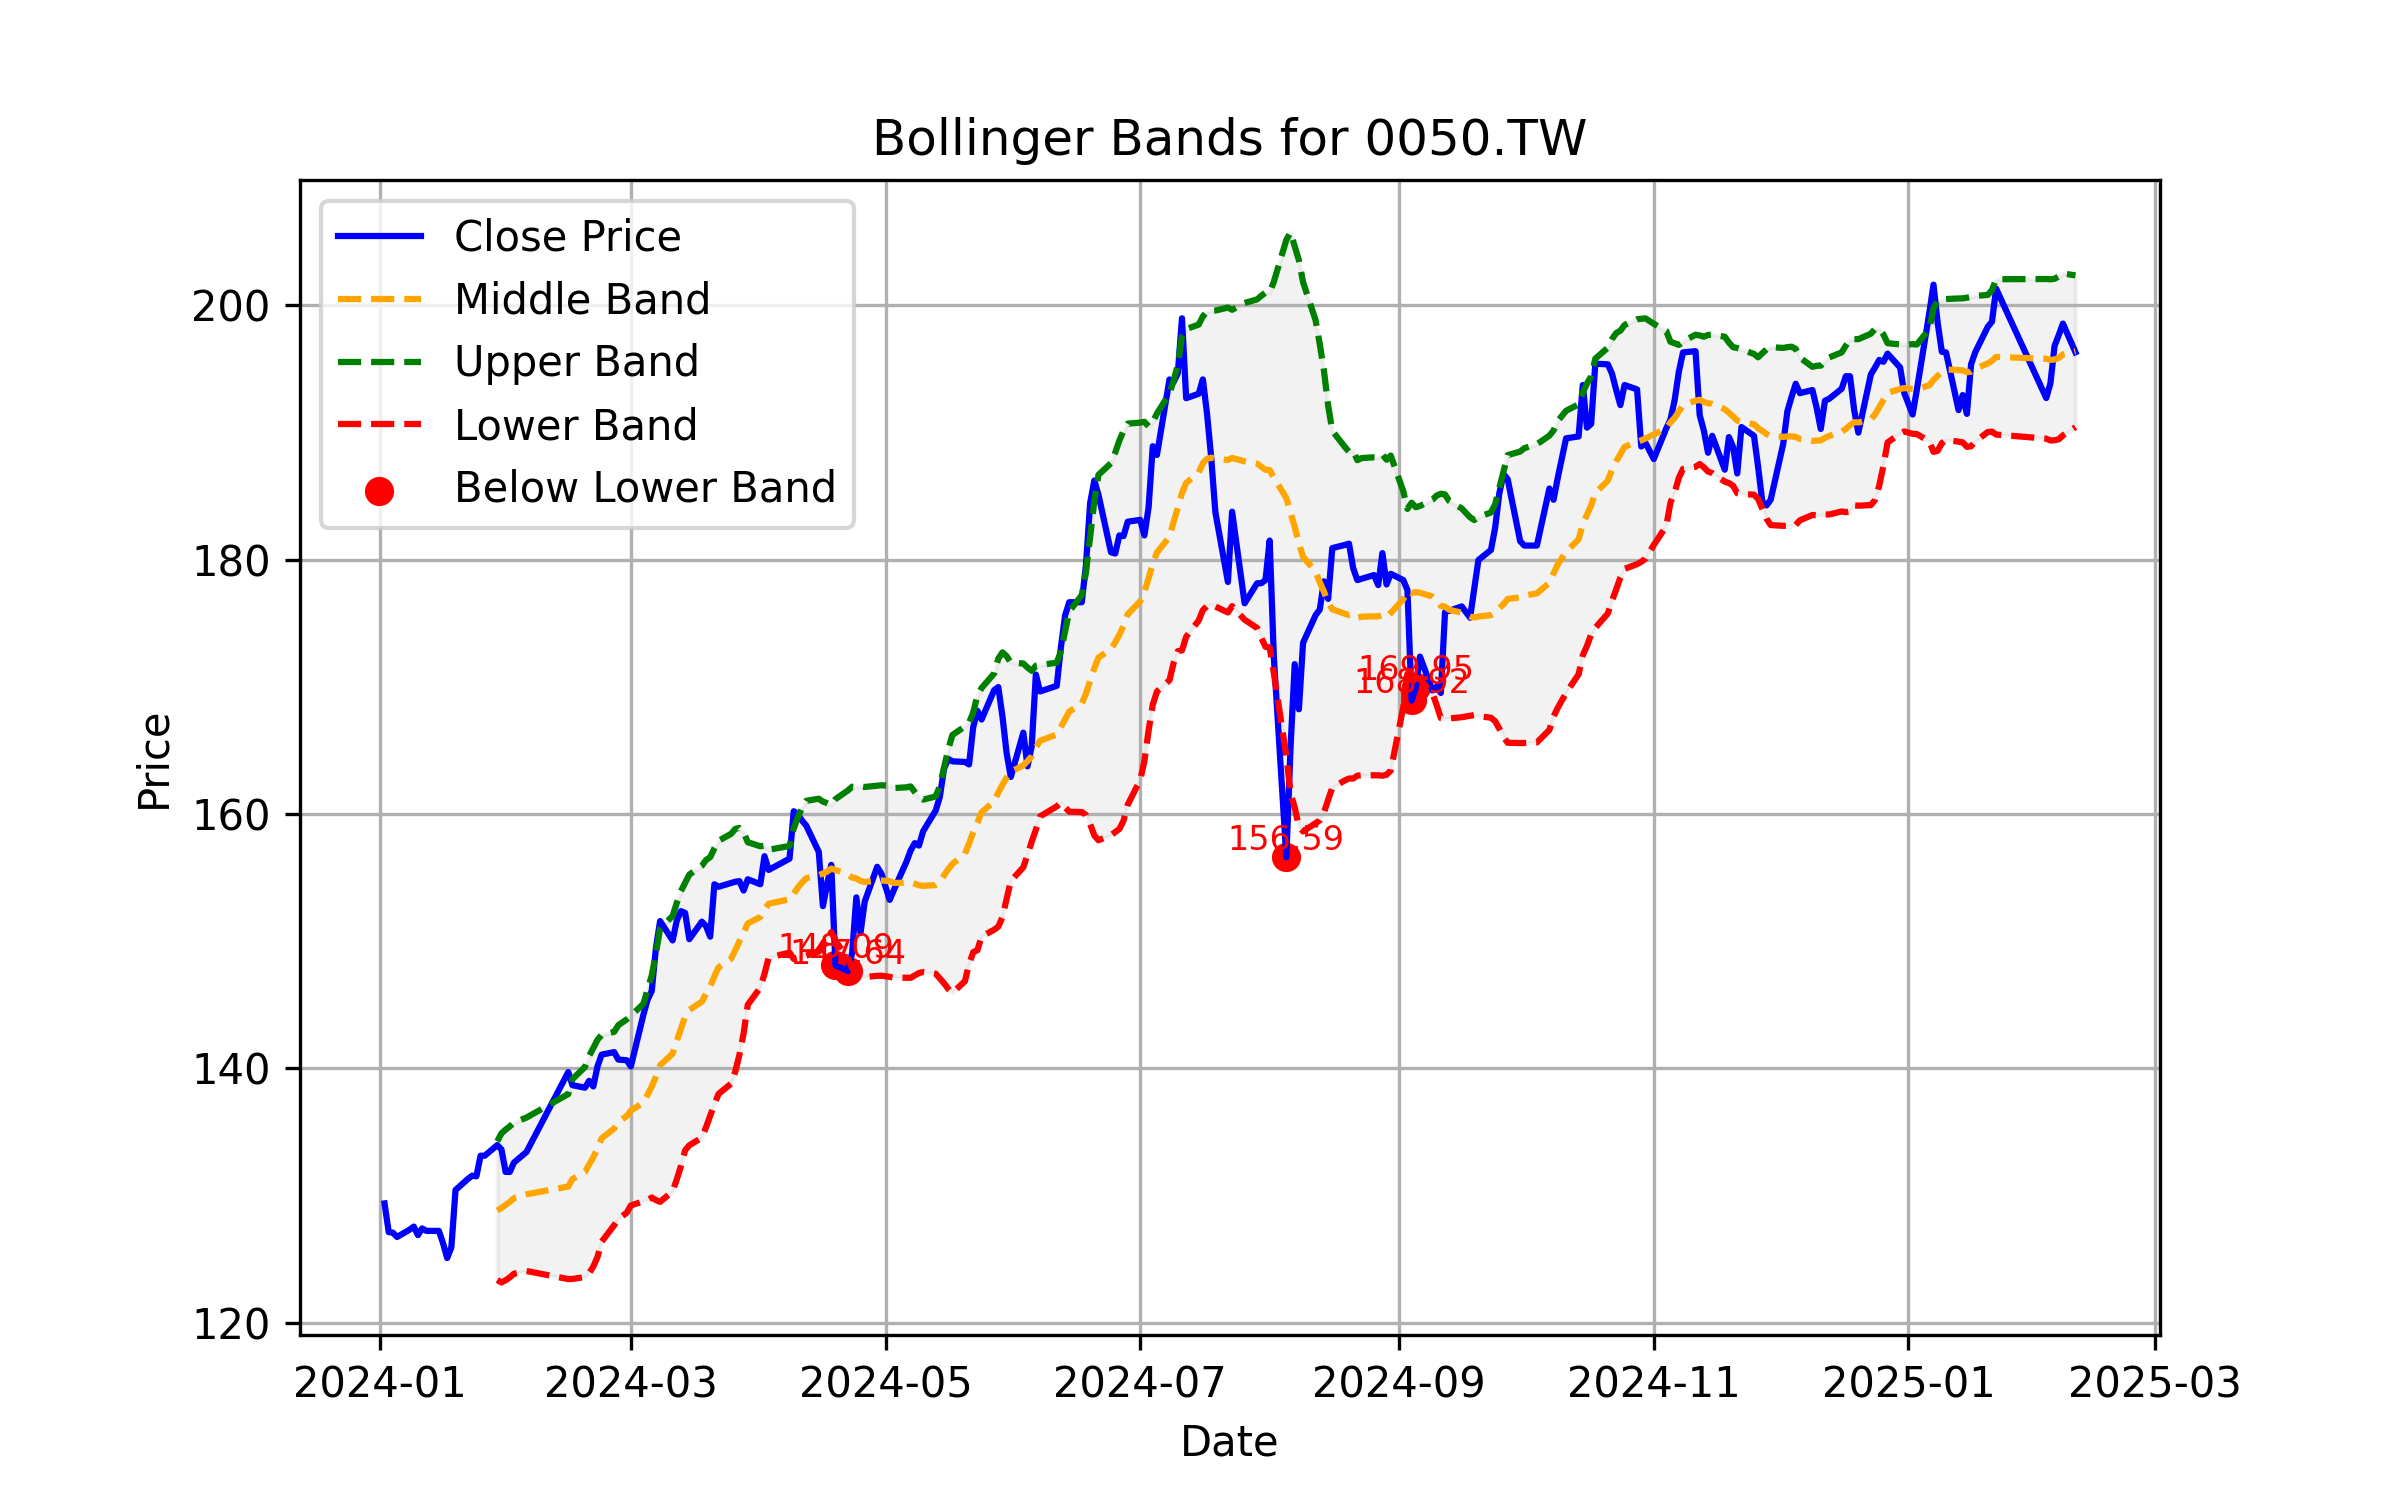 Bollinger Bands for 0050.TW
Close Price
Middle Band
Upper Band
Lower Band
Below Lower Band
Price
200
180
160
140
120
156.59
2024-01
2024-03
2024-05
2024-07
2024-09
2024-11
2025-01
2025-03
Date